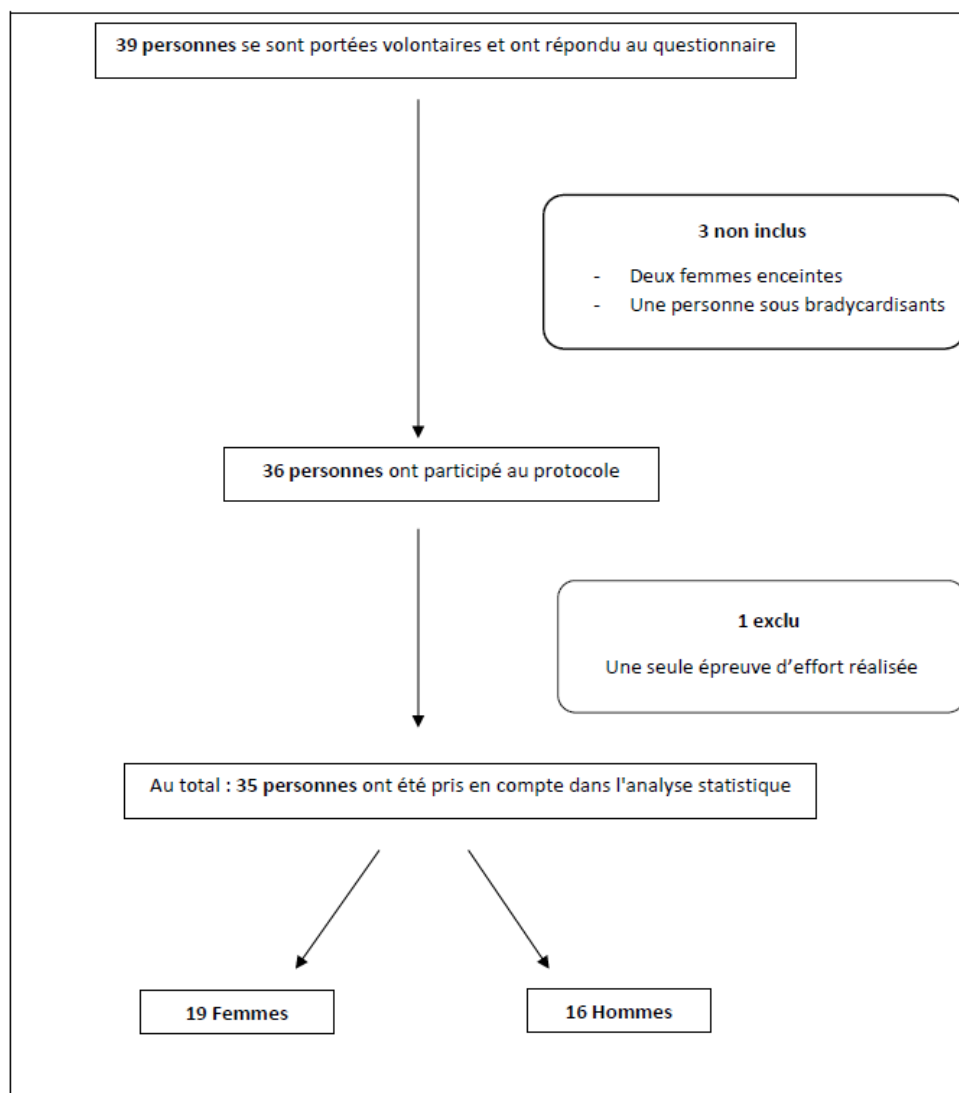 39 personnes se sont portées volontaires et ont répondu au questionnaire
3 non inclus
- Deux femmes enceintes
- Une personne sous bradycardisants
36 personnes ont participé au protocole
1 exclu
Une seule épreuve d'effort réalisée
Au total : 35 personnes ont été pris en compte dans l'analyse statistique
19 Femmes
16 Hommes